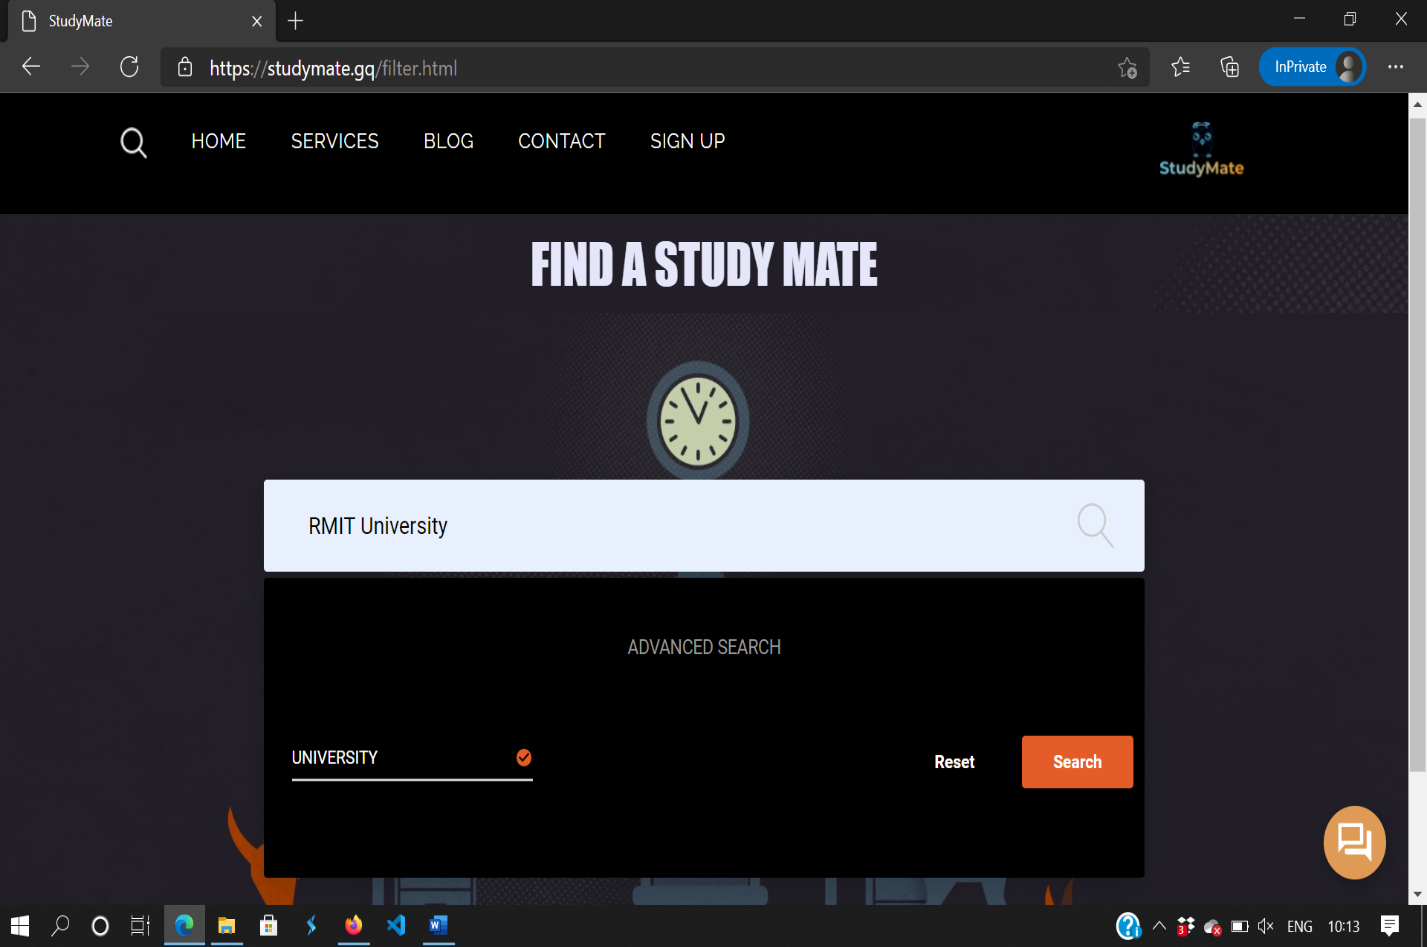 StudyMate
https://studymate.gq/filter.html
InPrivate
HOME SERVICES BLOG CONTACT SIGN UP
StudyMate
FIND A STUDY MATE
RMIT University
ADVANCED SEARCH
UNIVERSITY
Reset
Search
3
ENG
10:13